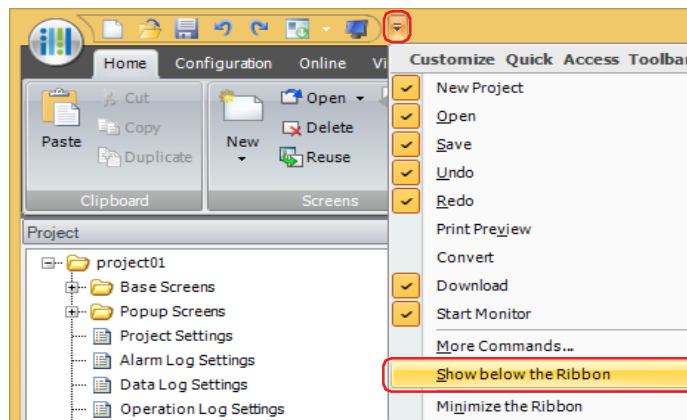 Home Configuration Online Vi
Cut
Copy
Duplicate
Paste
Clipboard
New
Open
Delete
Reuse
Screens
Project
project01
Base Screens
Popup Screens
Project Settings
Alarm Log Settings
Data Log Settings
Operation Log Settings
Customize Quick Access Toolbar
New Project
Open
Save
Undo
Redo
Print Preview
Convert
Download
Start Monitor
More Commands...
Show below the Ribbon
Minimize the Ribbon